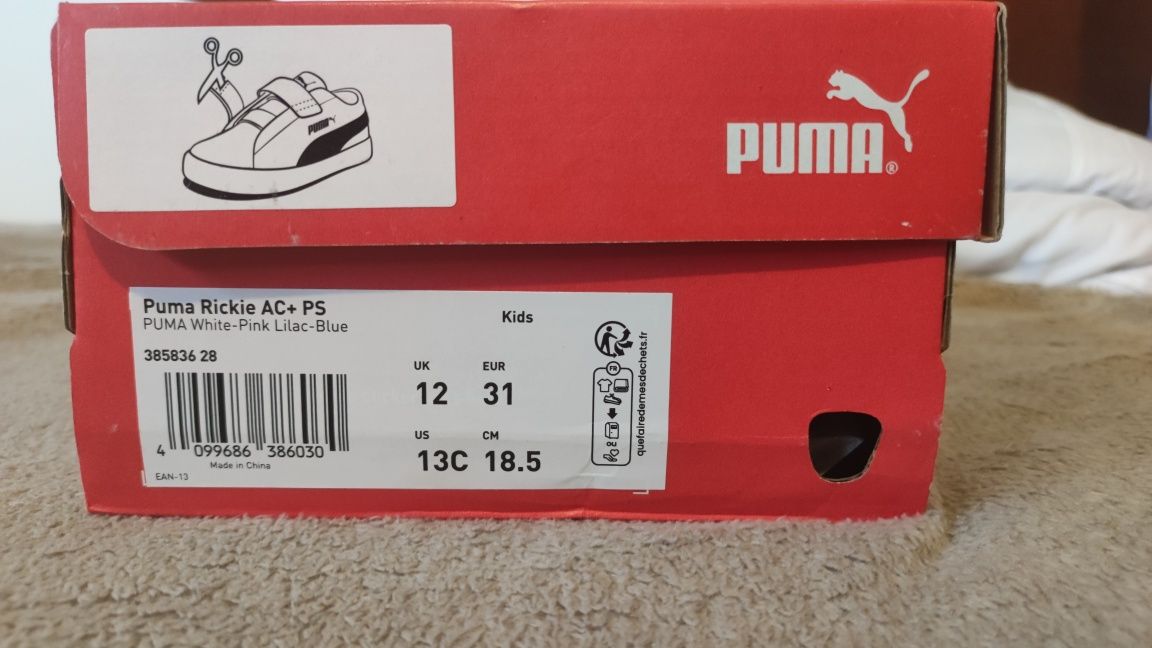 PUMA
PUMA®
Puma Rickie AC+ PS
PUMA White-Pink Lilac-Blue
Kids
385836 28
UK EUR
12 31
US CM
13C 18.5
4 099686 386030
Made in China
EAN-13
FR
quefairedemesdechets.fr